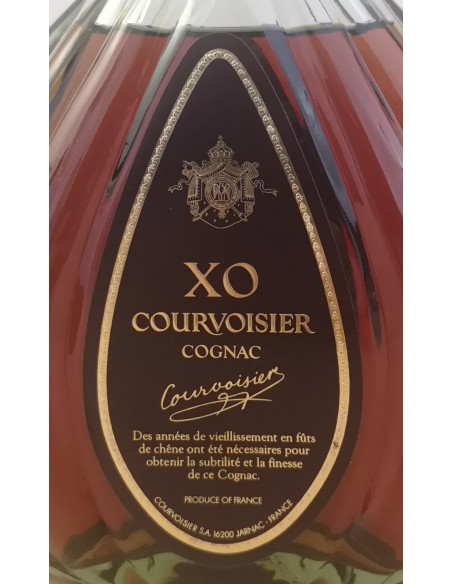 XO
COURVOISIER
COGNAC
Courvoisier
Des années de vieillissement en fûts
de chêne ont été nécessaires pour
obtenir la subtilité et la finesse
de ce Cognac.
PRODUCE OF FRANCE
COURVOISIER S.A. 16200 JARNAC - FRANCE